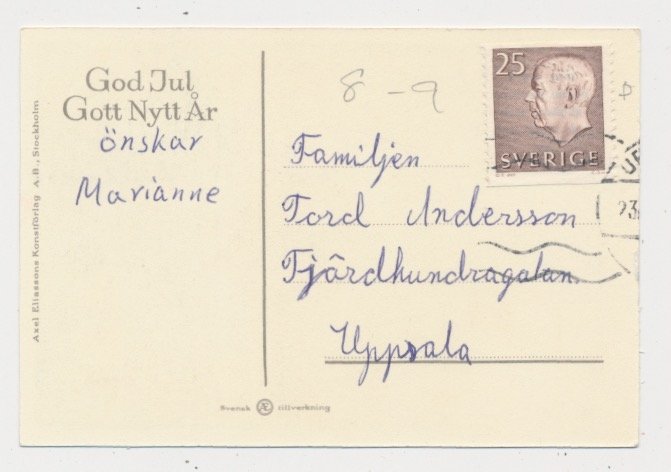 God Jul
Gott Nytt År
önskar
Marianne
Axel Eliassons Konstförlag A.B., Stockholm
8-9
25
SVERIGE
Familjen
Tord Andersson
Fjärdhundragatan
Uppsala
23
Svensk Æ tillverkning